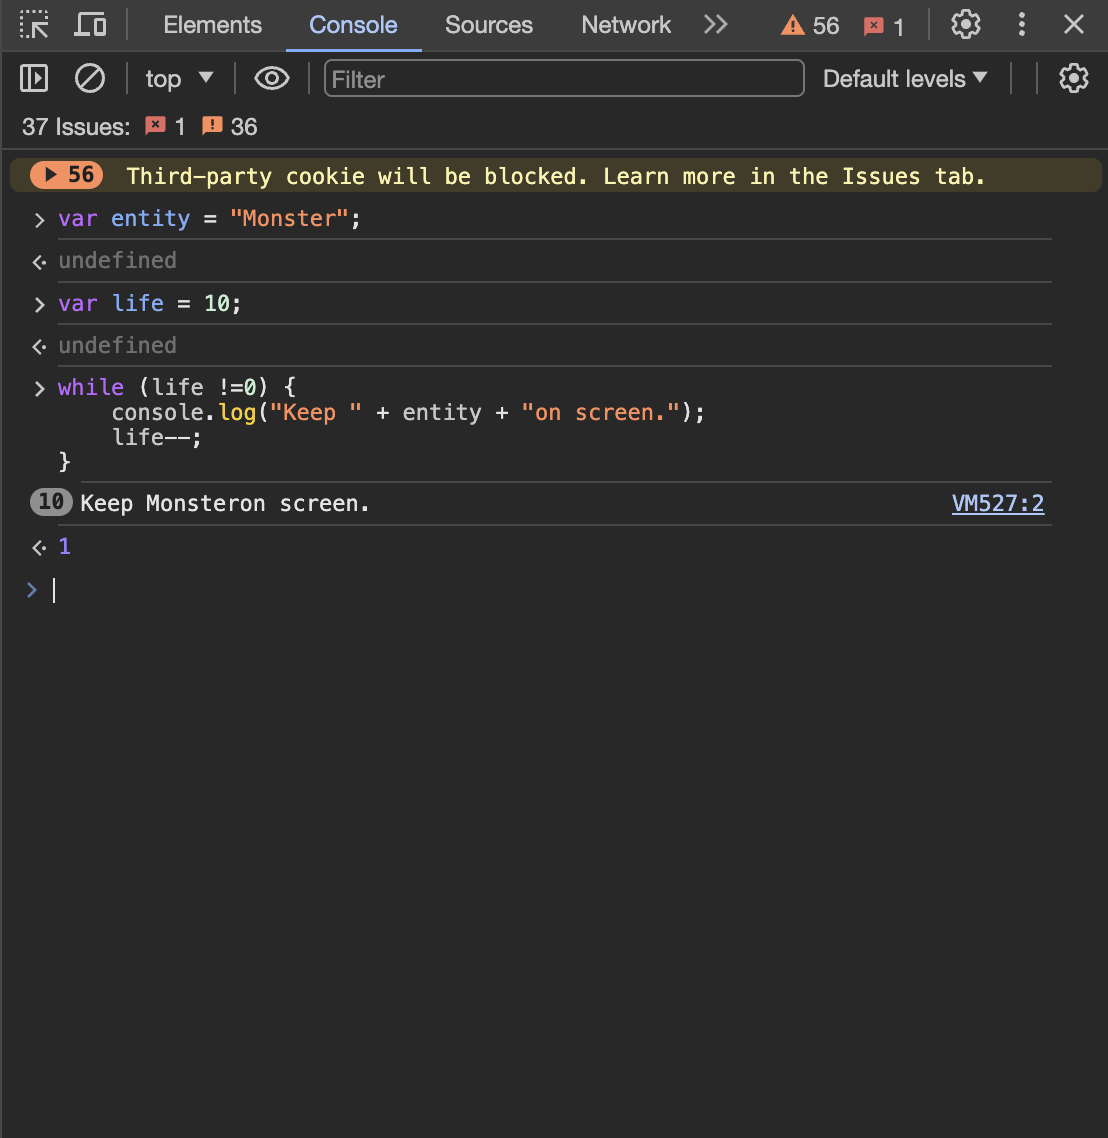 Elements Console Sources Network 56 1
top Filter Default levels
37 Issues: 1 36
56 Third-party cookie will be blocked. Learn more in the Issues tab.
> var entity = "Monster";
undefined
> var life = 10;
undefined
> while (life !=0) {
    console.log("Keep " + entity + "on screen.");
    life--;
}
10 Keep Monsteron screen. VM527:2
1
>